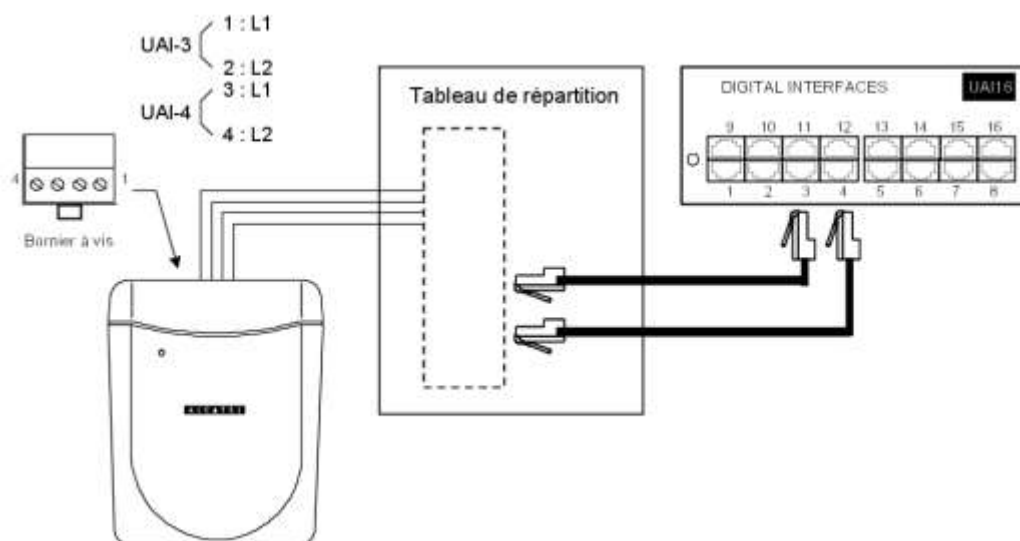 UAI-3
1 : L1
2 : L2
UAI-4
3 : L1
4 : L2
4
1
Bornier à vis
ALCATEL
Tableau de répartition
DIGITAL INTERFACES
UAI16
9 10 11 12 13 14 15 16
1 2 3 4 5 6 7 8